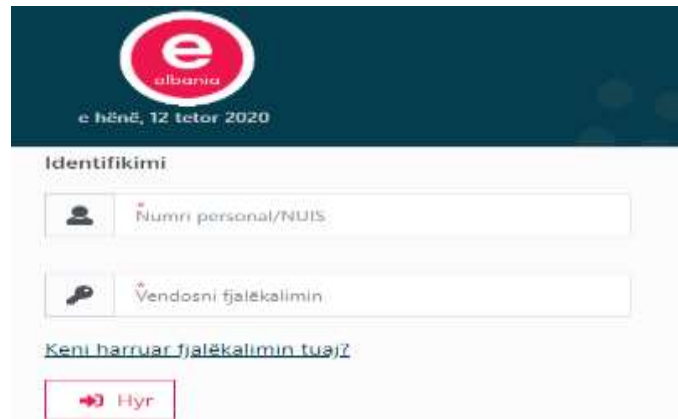 e
albania
e hënë, 12 tetor 2020
Identifikimi
* Numri personal/NUIS
* Vendosni fjalëkalimin
Keni harruar fjalëkalimin tuaj?
Hyr